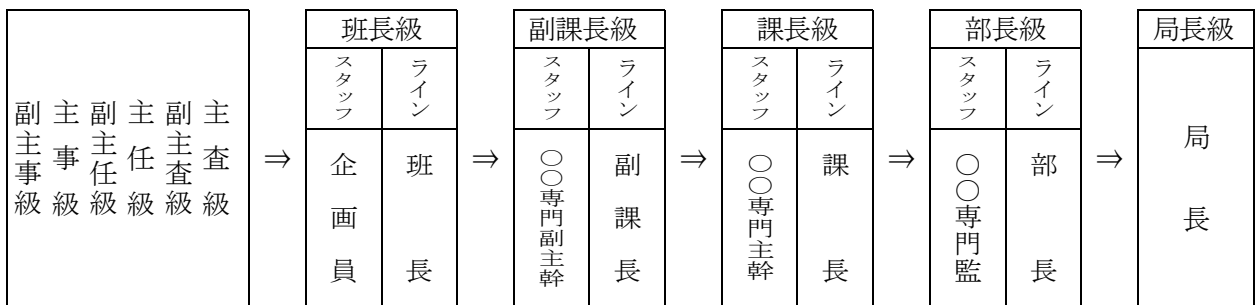 副主事級
主事級
副主任級
主任級
副主査級
主査級
⇒
班長級
スタッフ
ライン
企画員
班長
⇒
副課長級
スタッフ
ライン
○○専門副主幹
副課長
⇒
課長級
スタッフ
ライン
○○専門主幹
課長
⇒
部長級
スタッフ
ライン
○○専門監
部長
⇒
局長級
局長